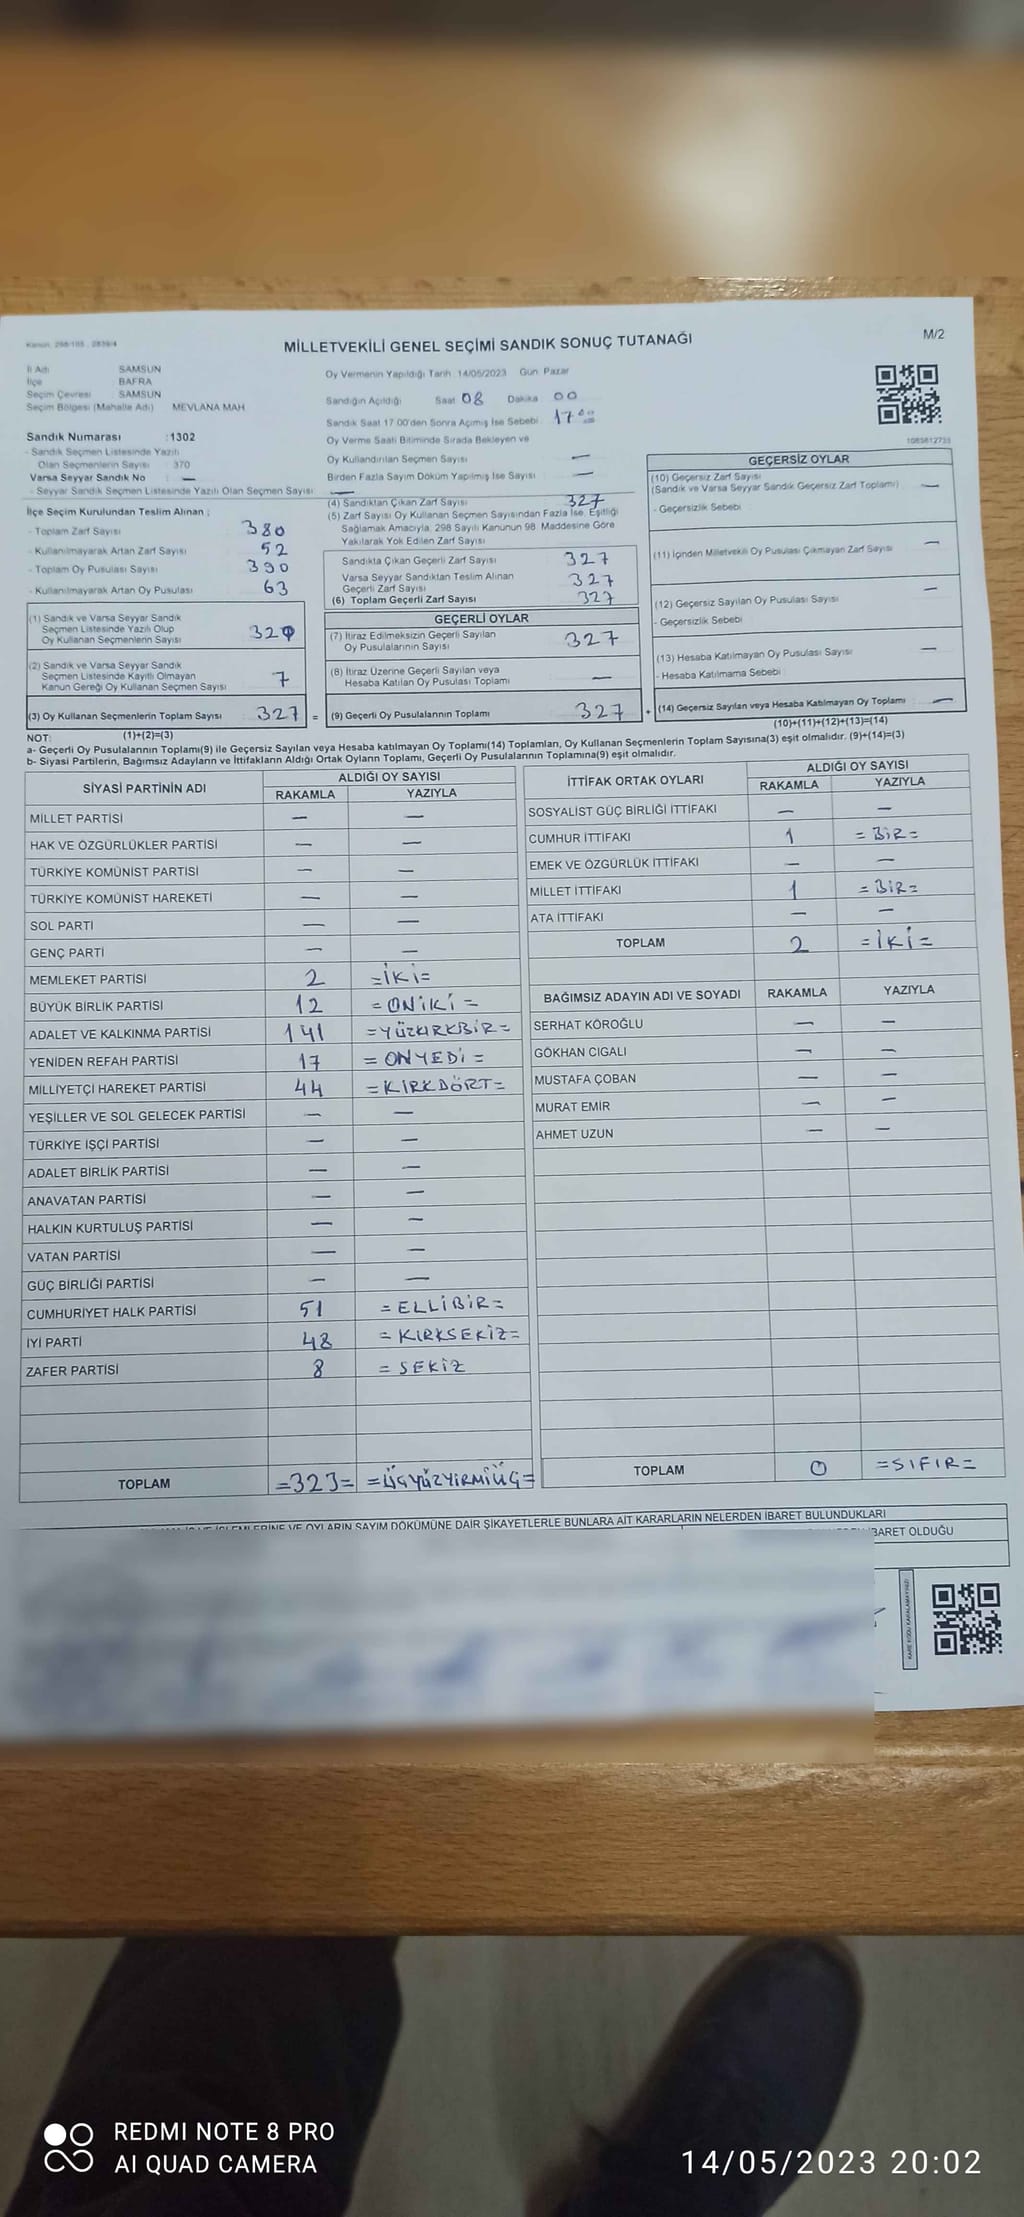 Kanun: 298/105 , 2839/4
MİLLETVEKİLİ GENEL SEÇİMİ SANDIK SONUÇ TUTANAĞI
M/2
İl Adı SAMSUN
İlçe BAFRA
Seçim Çevresi SAMSUN
Seçim Bölgesi (Mahalle Adı) MEVLANA MAH.
Sandık Numarası :1302
- Sandık Seçmen Listesinde Yazılı
Olan Seçmenlerin Sayısı : 370
Varsa Seyyar Sandık No : —
- Seyyar Sandık Seçmen Listesinde Yazılı Olan Seçmen Sayısı : —
İlçe Seçim Kurulundan Teslim Alınan ;
- Toplam Zarf Sayısı 380
- Kullanılmayarak Artan Zarf Sayısı 52
- Toplam Oy Pusulası Sayısı 390
- Kullanılmayarak Artan Oy Pusulası 63
(1) Sandık ve Varsa Seyyar Sandık
Seçmen Listesinde Yazılı Olup
Oy Kullanan Seçmenlerin Sayısı 320
(2) Sandık ve Varsa Seyyar Sandık
Seçmen Listesinde Kayıtlı Olmayan
Kanun Gereği Oy Kullanan Seçmen Sayısı 7
(3) Oy Kullanan Seçmenlerin Toplam Sayısı 327 =
Oy Vermenin Yapıldığı Tarih :14/05/2023 Gün: Pazar
Sandığın Açıldığı Saat 08 Dakika 00
Sandık Saat 17.00'den Sonra Açılmış İse Sebebi : 17:00
Oy Verme Saati Bitiminde Sırada Bekleyen ve
Oy Kullandırılan Seçmen Sayısı —
Birden Fazla Sayım Döküm Yapılmış İse Sayısı : —
(4) Sandıktan Çıkan Zarf Sayısı 327
(5) Zarf Sayısı Oy Kullanan Seçmen Sayısından Fazla İse, Eşitliği
Sağlamak Amacıyla, 298 Sayılı Kanunun 98. Maddesine Göre
Yakılarak Yok Edilen Zarf Sayısı
Sandıkta Çıkan Geçerli Zarf Sayısı 327
Varsa Seyyar Sandıktan Teslim Alınan
Geçerli Zarf Sayısı 327
(6) Toplam Geçerli Zarf Sayısı 327
GEÇERLİ OYLAR
(7) İtiraz Edilmeksizin Geçerli Sayılan
Oy Pusulalarının Sayısı 327
(8) İtiraz Üzerine Geçerli Sayılan veya
Hesaba Katılan Oy Pusulası Toplamı —
(9) Geçerli Oy Pusulalarının Toplamı 327 +
1083612733
GEÇERSİZ OYLAR
(10) Geçersiz Zarf Sayısı
(Sandık ve Varsa Seyyar Sandık Geçersiz Zarf Toplamı) —
- Geçersizlik Sebebi :
(11) İçinden Milletvekili Oy Pusulası Çıkmayan Zarf Sayısı —
(12) Geçersiz Sayılan Oy Pusulası Sayısı —
- Geçersizlik Sebebi :
(13) Hesaba Katılmayan Oy Pusulası Sayısı —
- Hesaba Katılmama Sebebi :
(14) Geçersiz Sayılan veya Hesaba Katılmayan Oy Toplamı —
NOT: (1)+(2)=(3) (10)+(11)+(12)+(13)=(14)
a- Geçerli Oy Pusulalarının Toplamı(9) ile Geçersiz Sayılan veya Hesaba katılmayan Oy Toplamı(14) Toplamları, Oy Kullanan Seçmenlerin Toplam Sayısına(3) eşit olmalıdır. (9)+(14)=(3)
b- Siyasi Partilerin, Bağımsız Adayların ve İttifakların Aldığı Ortak Oyların Toplamı, Geçerli Oy Pusulalarının Toplamına(9) eşit olmalıdır.
SİYASİ PARTİNİN ADI ALDIĞI OY SAYISI
RAKAMLA YAZIYLA
MİLLET PARTİSİ — —
HAK VE ÖZGÜRLÜKLER PARTİSİ — —
TÜRKİYE KOMÜNİST PARTİSİ — —
TÜRKİYE KOMÜNİST HAREKETİ — —
SOL PARTİ — —
GENÇ PARTİ — —
MEMLEKET PARTİSİ 2 =İKİ=
BÜYÜK BİRLİK PARTİSİ 12 =ONİKİ=
ADALET VE KALKINMA PARTİSİ 141 =YÜZKIRKBİR=
YENİDEN REFAH PARTİSİ 17 =ONYEDİ=
MİLLİYETÇİ HAREKET PARTİSİ 44 =KIRKDÖRT=
YEŞİLLER VE SOL GELECEK PARTİSİ — —
TÜRKİYE İŞÇİ PARTİSİ — —
ADALET BİRLİK PARTİSİ — —
ANAVATAN PARTİSİ — —
HALKIN KURTULUŞ PARTİSİ — —
VATAN PARTİSİ — —
GÜÇ BİRLİĞİ PARTİSİ — —
CUMHURİYET HALK PARTİSİ 51 =ELLİBİR=
İYİ PARTİ 48 =KIRKSEKİZ=
ZAFER PARTİSİ 8 =SEKİZ
TOPLAM =323= =ÜÇYÜZYİRMİÜÇ=
İTTİFAK ORTAK OYLARI ALDIĞI OY SAYISI
RAKAMLA YAZIYLA
SOSYALİST GÜÇ BİRLİĞİ İTTİFAKI — —
CUMHUR İTTİFAKI 1 =BİR=
EMEK VE ÖZGÜRLÜK İTTİFAKI — —
MİLLET İTTİFAKI 1 =BİR=
ATA İTTİFAKI — —
TOPLAM 2 =İKİ=
BAĞIMSIZ ADAYIN ADI VE SOYADI RAKAMLA YAZIYLA
SERHAT KÖROĞLU — —
GÖKHAN CIGALI — —
MUSTAFA ÇOBAN — —
MURAT EMİR — —
AHMET UZUN — —
TOPLAM 0 =SIFIR=
VE OYLARIN SAYIM DÖKÜMÜNE DAİR ŞİKAYETLERLE BUNLARA AİT KARARLARIN NELERDEN İBARET BULUNDUKLARI
OLDUĞU
REDMI NOTE 8 PRO
AI QUAD CAMERA
14/05/2023 20:02